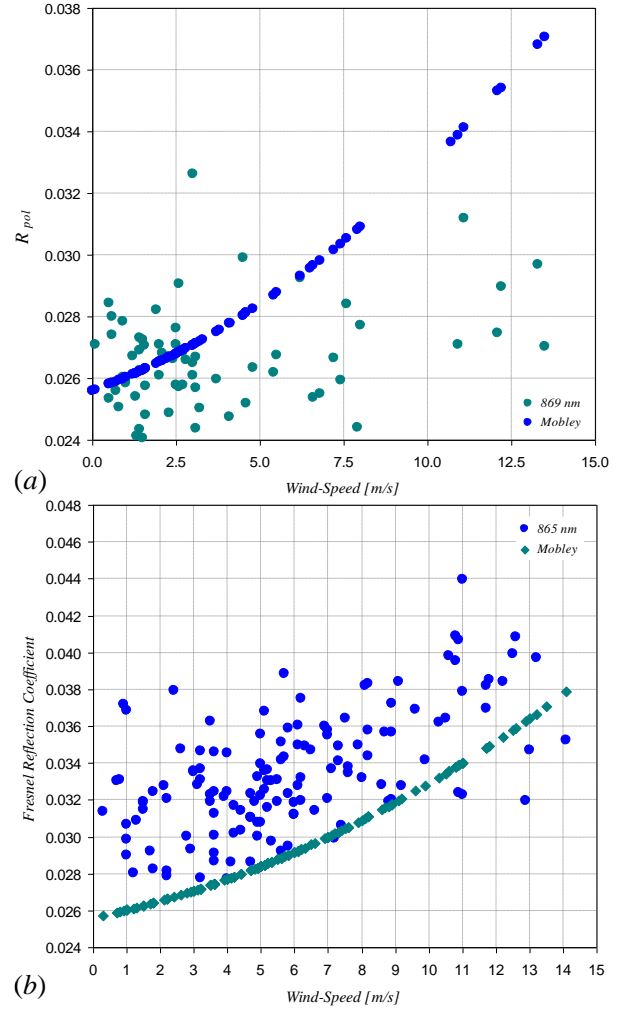 0.038
0.036
0.034
0.032
0.030
0.028
0.026
0.024
R pol
0.0 2.5 5.0 7.5 10.0 12.5 15.0
Wind-Speed [m/s]
869 nm
Mobley
(a)
0.048
0.046
0.044
0.042
0.040
0.038
0.036
0.034
0.032
0.030
0.028
0.026
0.024
Fresnel Reflection Coefficient
865 nm
Mobley
0 1 2 3 4 5 6 7 8 9 10 11 12 13 14 15
Wind-Speed [m/s]
(b)